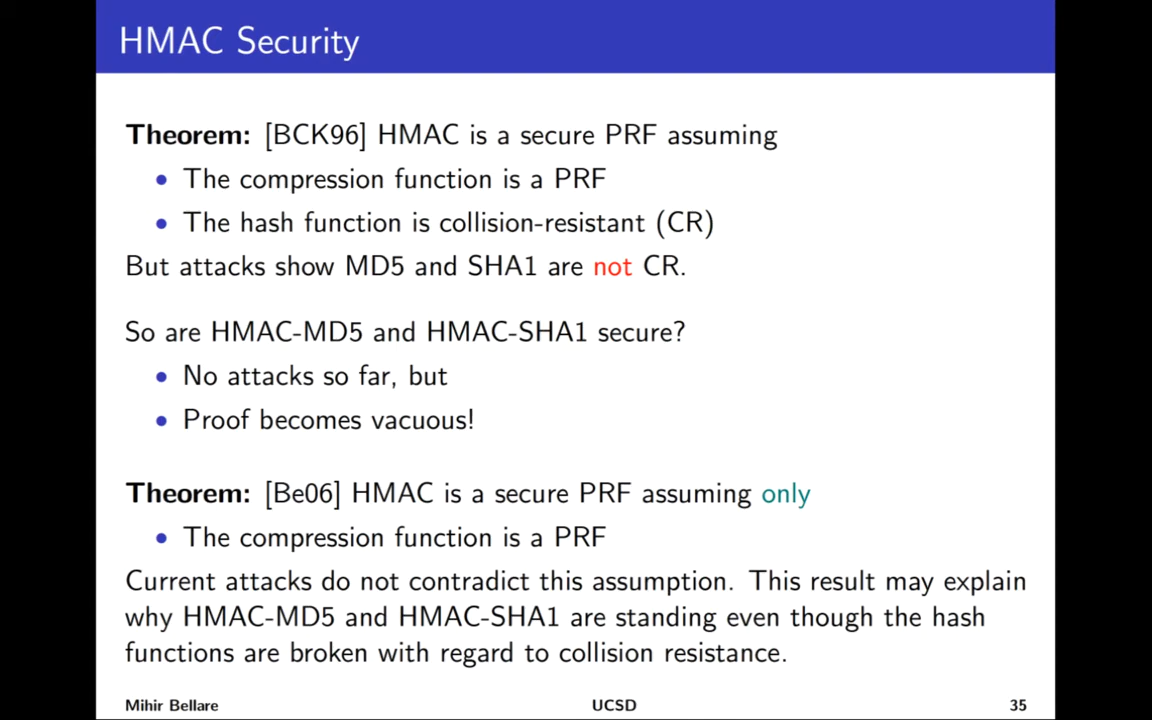 HMAC Security
Theorem: [BCK96] HMAC is a secure PRF assuming
• The compression function is a PRF
• The hash function is collision-resistant (CR)
But attacks show MD5 and SHA1 are not CR.
So are HMAC-MD5 and HMAC-SHA1 secure?
• No attacks so far, but
• Proof becomes vacuous!
Theorem: [Be06] HMAC is a secure PRF assuming only
• The compression function is a PRF
Current attacks do not contradict this assumption. This result may explain
why HMAC-MD5 and HMAC-SHA1 are standing even though the hash
functions are broken with regard to collision resistance.
Mihir Bellare UCSD 35